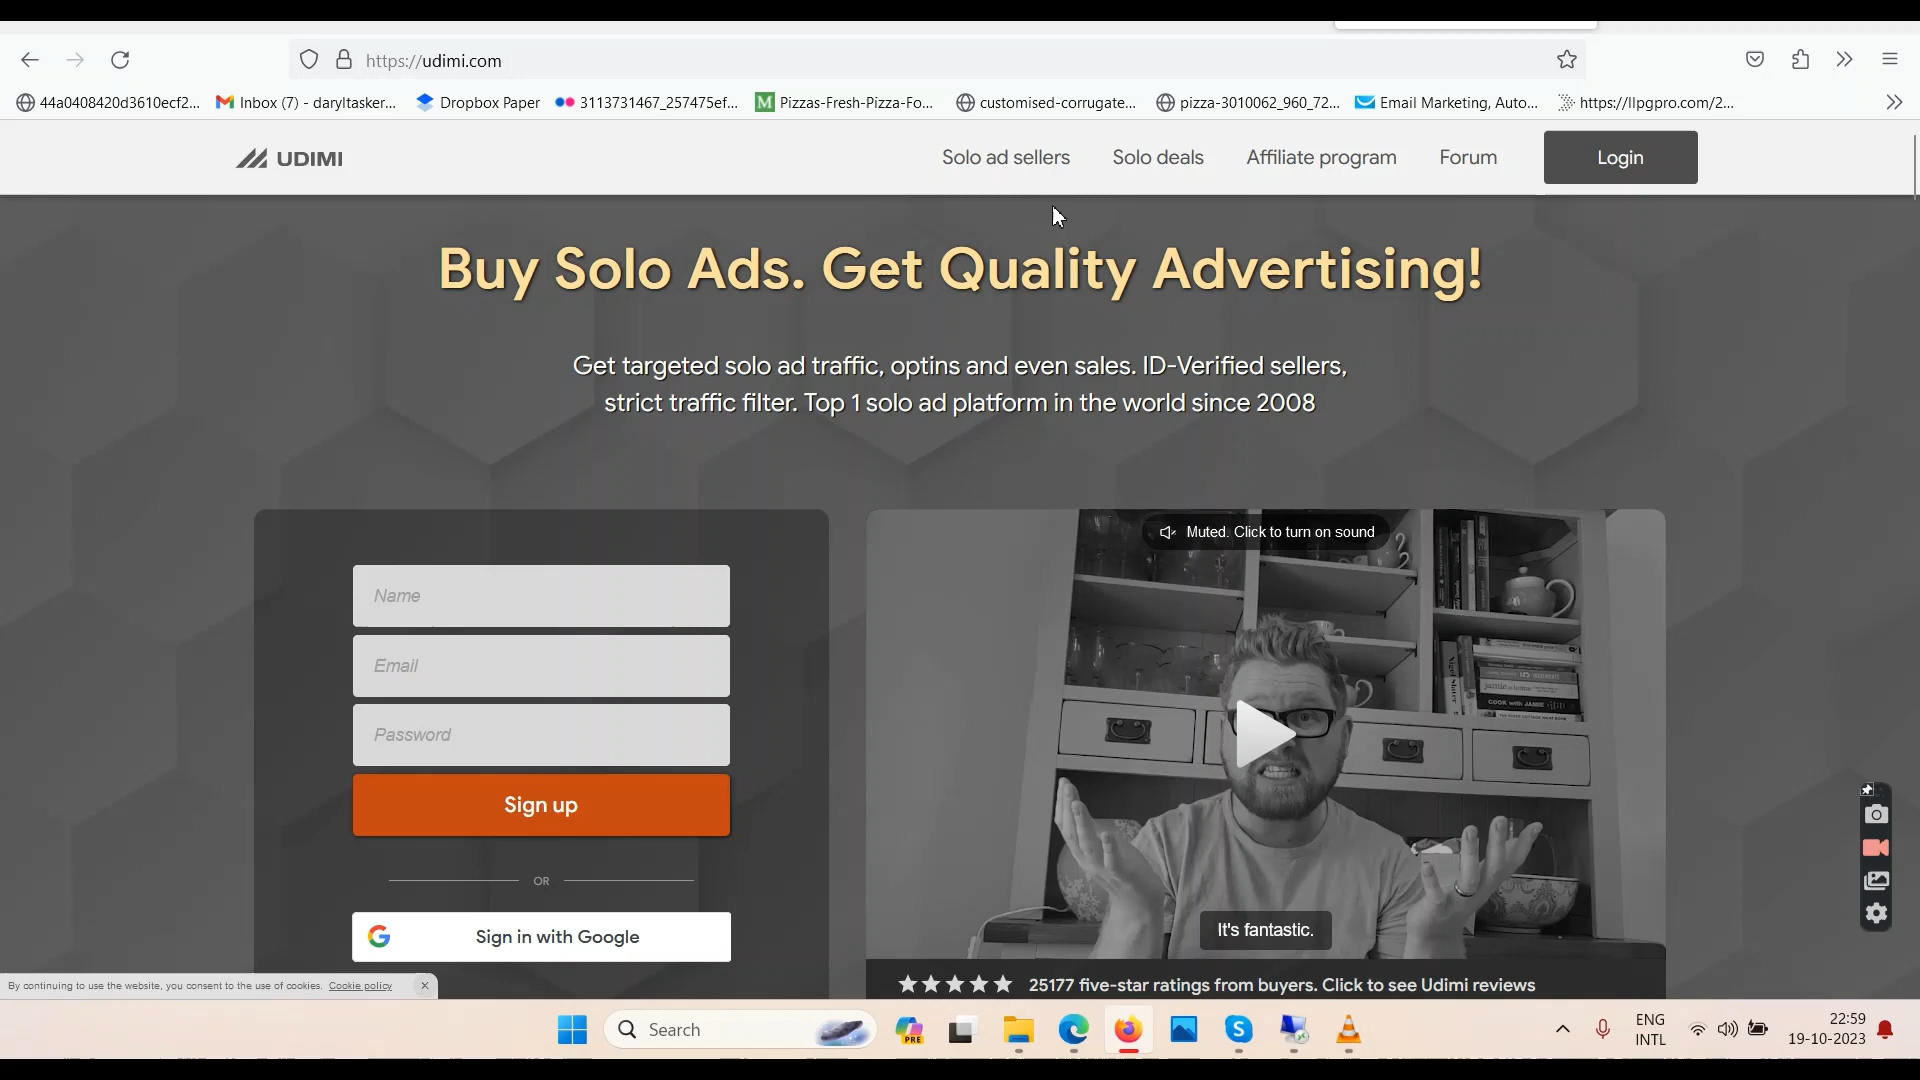 https://udimi.com
44a0408420d3610ecf2... Inbox (7) - daryltasker... Dropbox Paper 3113731467_257475ef... Pizzas-Fresh-Pizza-Fo... customised-corrugate... pizza-3010062_960_72... Email Marketing, Auto... https://llpgpro.com/2...
UDIMI Solo ad sellers Solo deals Affiliate program Forum Login
Buy Solo Ads. Get Quality Advertising!
Get targeted solo ad traffic, optins and even sales. ID-Verified sellers,
strict traffic filter. Top 1 solo ad platform in the world since 2008
Name
Email
Password
Sign up
OR
Sign in with Google
Muted. Click to turn on sound
COOK with JAMIE
It's fantastic.
25177 five-star ratings from buyers. Click to see Udimi reviews
By continuing to use the website, you consent to the use of cookies. Cookie policy
Search
PRE
ENG
INTL
22:59
19-10-2023